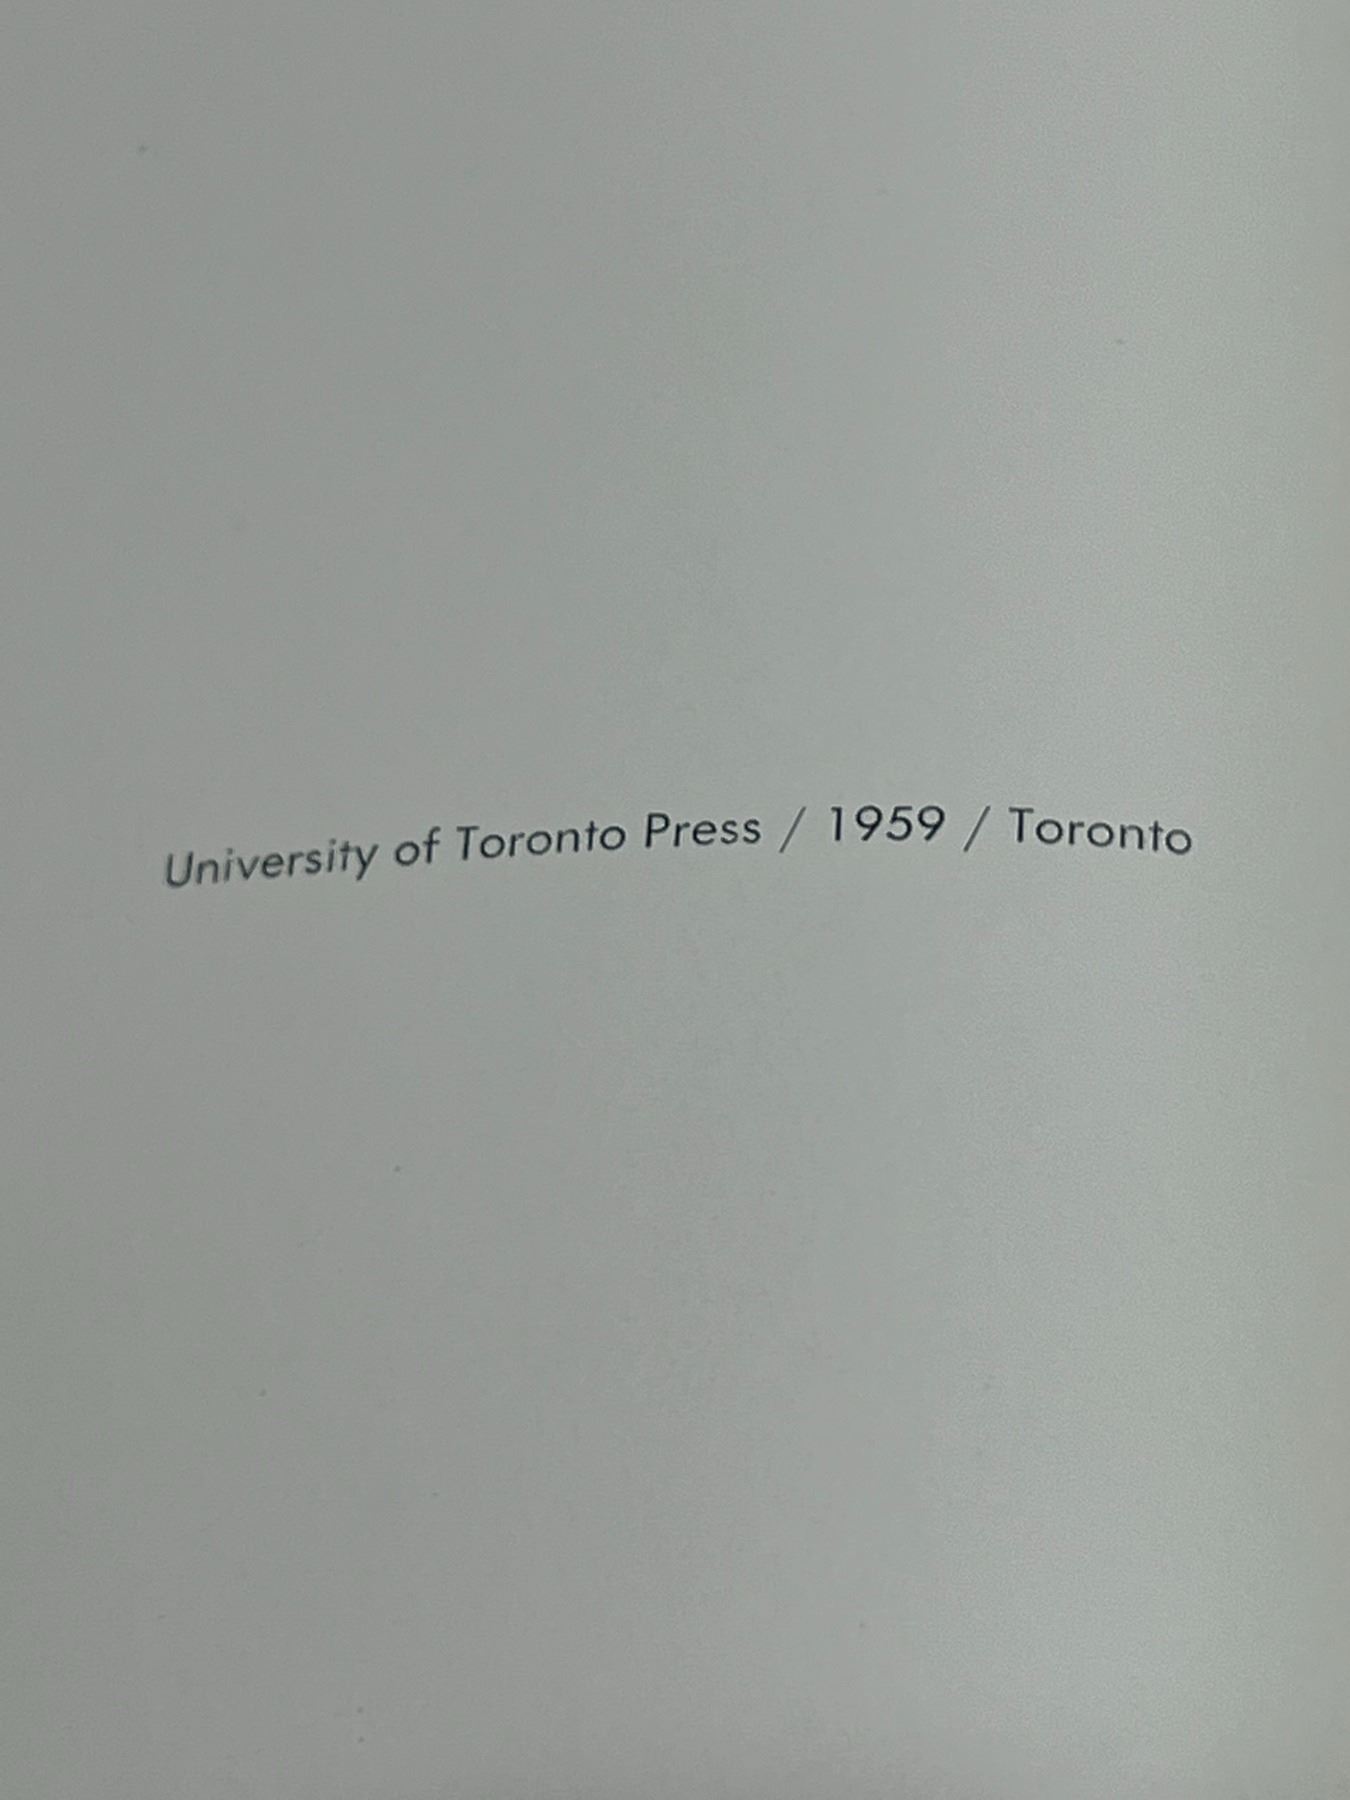 University of Toronto Press / 1959 / Toronto